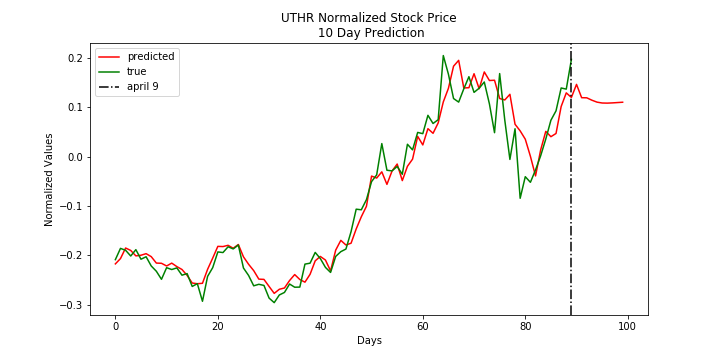 UTHR Normalized Stock Price
10 Day Prediction
predicted
true
april 9
Normalized Values
0.2
0.1
0.0
−0.1
−0.2
−0.3
0 20 40 60 80 100
Days